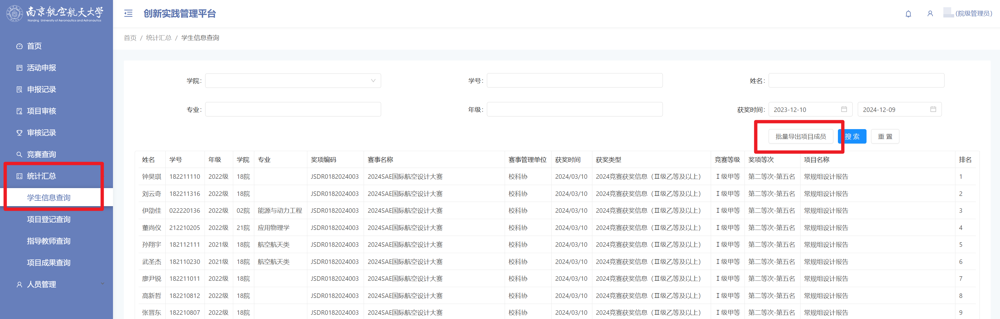 南京航空航天大学
Nanjing University of Aeronautics and Astronautics
创新实践管理平台
(院级管理员)
首页
活动申报
申报记录
项目审核
审核记录
竞赛查询
统计汇总
学生信息查询
项目登记查询
指导教师查询
项目成果查询
人员管理
首页 / 统计汇总 / 学生信息查询
学院: 学号: 姓名:
专业: 年级: 获奖时间: 2023-12-10 2024-12-09
批量导出项目成员 搜 索 重 置
姓名 学号 年级 学院 专业 奖项编码 赛事名称 赛事管理单位 获奖时间 获奖类型 竞赛等级 奖项等次 项目名称 排名
钟昊琪 182211110 2022级 18院 JSDR0182024003 2024SAE国际航空设计大赛 校科协 2024/03/10 2024竞赛获奖信息（Ⅱ级乙等及以上） Ⅰ级甲等 第二等次-第五名 常规组设计报告 1
刘云奇 182211316 2022级 18院 JSDR0182024003 2024SAE国际航空设计大赛 校科协 2024/03/10 2024竞赛获奖信息（Ⅱ级乙等及以上） Ⅰ级甲等 第二等次-第五名 常规组设计报告 2
伊劭佳 022220136 2022级 02院 能源与动力工程 JSDR0182024003 2024SAE国际航空设计大赛 校科协 2024/03/10 2024竞赛获奖信息（Ⅱ级乙等及以上） Ⅰ级甲等 第二等次-第五名 常规组设计报告 3
董尚仪 212210205 2022级 21院 应用物理学 JSDR0182024003 2024SAE国际航空设计大赛 校科协 2024/03/10 2024竞赛获奖信息（Ⅱ级乙等及以上） Ⅰ级甲等 第二等次-第五名 常规组设计报告 4
孙翔宇 182112111 2021级 18院 航空航天类 JSDR0182024003 2024SAE国际航空设计大赛 校科协 2024/03/10 2024竞赛获奖信息（Ⅱ级乙等及以上） Ⅰ级甲等 第二等次-第五名 常规组设计报告 5
武圣杰 182110230 2021级 18院 航空航天类 JSDR0182024003 2024SAE国际航空设计大赛 校科协 2024/03/10 2024竞赛获奖信息（Ⅱ级乙等及以上） Ⅰ级甲等 第二等次-第五名 常规组设计报告 6
廖尹锐 182211011 2022级 18院 JSDR0182024003 2024SAE国际航空设计大赛 校科协 2024/03/10 2024竞赛获奖信息（Ⅱ级乙等及以上） Ⅰ级甲等 第二等次-第五名 常规组设计报告 7
高新哲 182210812 2022级 18院 JSDR0182024003 2024SAE国际航空设计大赛 校科协 2024/03/10 2024竞赛获奖信息（Ⅱ级乙等及以上） Ⅰ级甲等 第二等次-第五名 常规组设计报告 8
张晋东 182210807 2022级 18院 JSDR0182024003 2024SAE国际航空设计大赛 校科协 2024/03/10 2024竞赛获奖信息（Ⅱ级乙等及以上） Ⅰ级甲等 第二等次-第五名 常规组设计报告 9